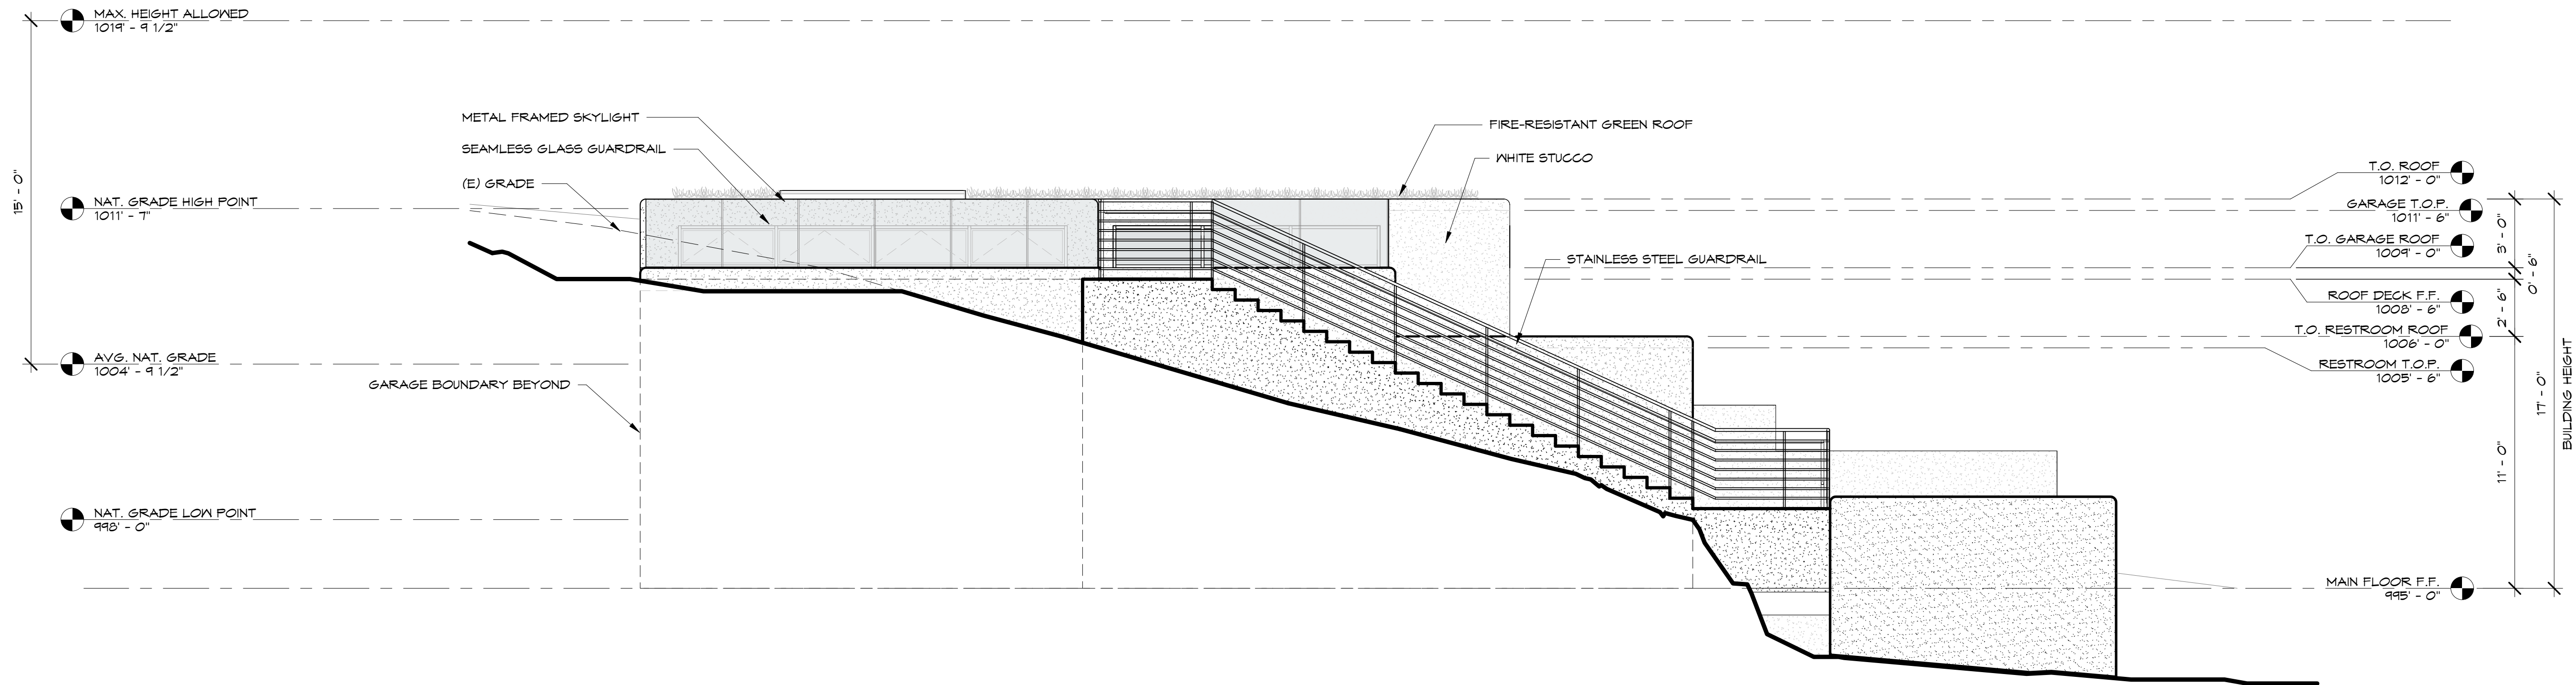 MAX. HEIGHT ALLOWED
1019' - 9 1/2"
15' - 0"
NAT. GRADE HIGH POINT
1011' - 7"
AVG. NAT. GRADE
1004' - 9 1/2"
NAT. GRADE LOW POINT
998' - 0"
METAL FRAMED SKYLIGHT
SEAMLESS GLASS GUARDRAIL
(E) GRADE
GARAGE BOUNDARY BEYOND
FIRE-RESISTANT GREEN ROOF
WHITE STUCCO
STAINLESS STEEL GUARDRAIL
T.O. ROOF
1012' - 0"
GARAGE T.O.P.
1011' - 6"
T.O. GARAGE ROOF
1009' - 0"
ROOF DECK F.F.
1008' - 6"
T.O. RESTROOM ROOF
1006' - 0"
RESTROOM T.O.P.
1005' - 6"
MAIN FLOOR F.F.
995' - 0"
3' - 0"
0' - 6"
2' - 6"
11' - 0"
17' - 0"
BUILDING HEIGHT